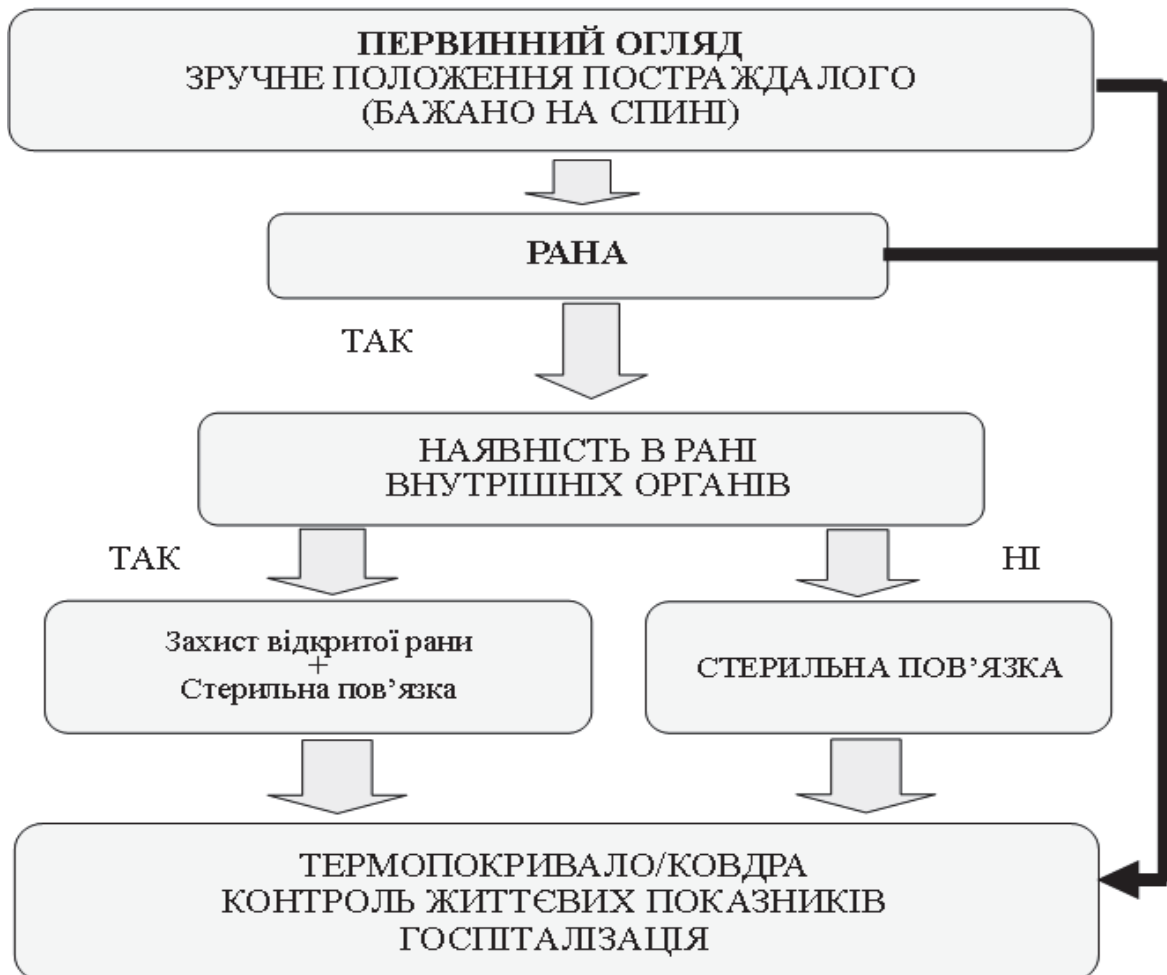 ПЕРВИННИЙ ОГЛЯД
ЗРУЧНЕ ПОЛОЖЕННЯ ПОСТРАЖДАЛОГО
(БАЖАНО НА СПИНІ)
РАНА
ТАК
НАЯВНІСТЬ В РАНІ
ВНУТРІШНІХ ОРГАНІВ
ТАК
НІ
Захист відкритої рани
+
Стерильна пов’язка
СТЕРИЛЬНА ПОВ’ЯЗКА
ТЕРМОПОКРИВАЛО/КОВДРА
КОНТРОЛЬ ЖИТТЄВИХ ПОКАЗНИКІВ
ГОСПІТАЛІЗАЦІЯ